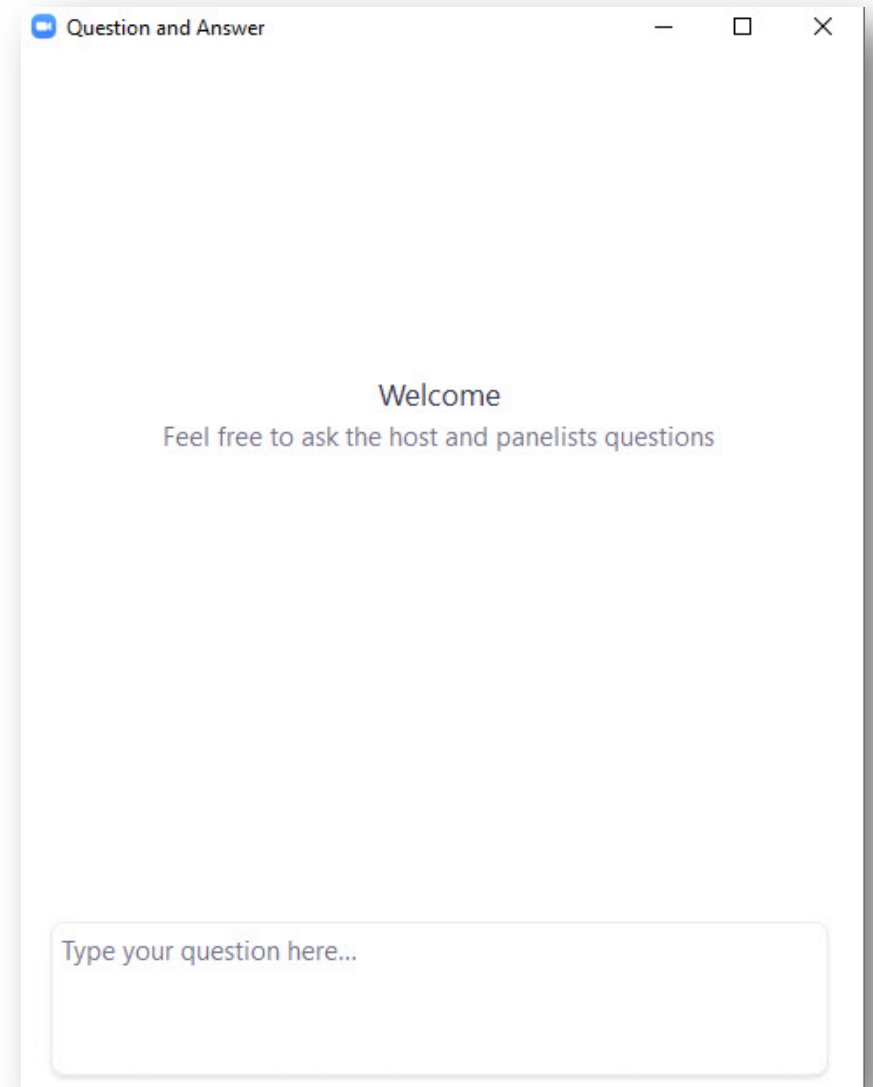 Question and Answer
Welcome
Feel free to ask the host and panelists questions
Type your question here...